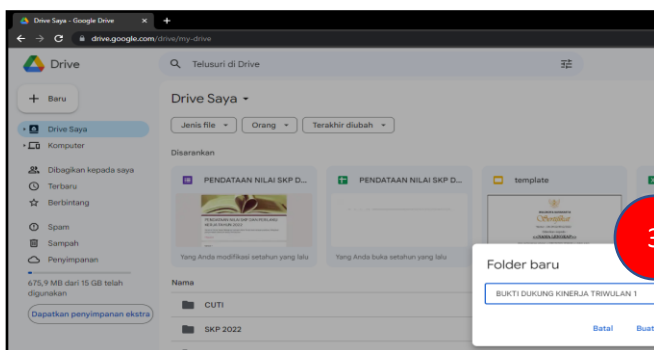 Drive Saya - Google Drive
drive.google.com/drive/my-drive
Drive
Telusuri di Drive
Baru
Drive Saya
Jenis file
Orang
Terakhir diubah
Drive Saya
Komputer
Disarankan
Dibagikan kepada saya
Terbaru
Berbintang
PENDATAAN NILAI SKP D...
PENDATAAN NILAI SKP D...
template
Spam
Sampah
Penyimpanan
Yang Anda modifikasi setahun yang lalu
Yang Anda buka setahun yang lalu
675,9 MB dari 15 GB telah
digunakan
Dapatkan penyimpanan ekstra
Nama
CUTI
SKP 2022
3
Folder baru
BUKTI DUKUNG KINERJA TRIWULAN 1
Batal
Buat